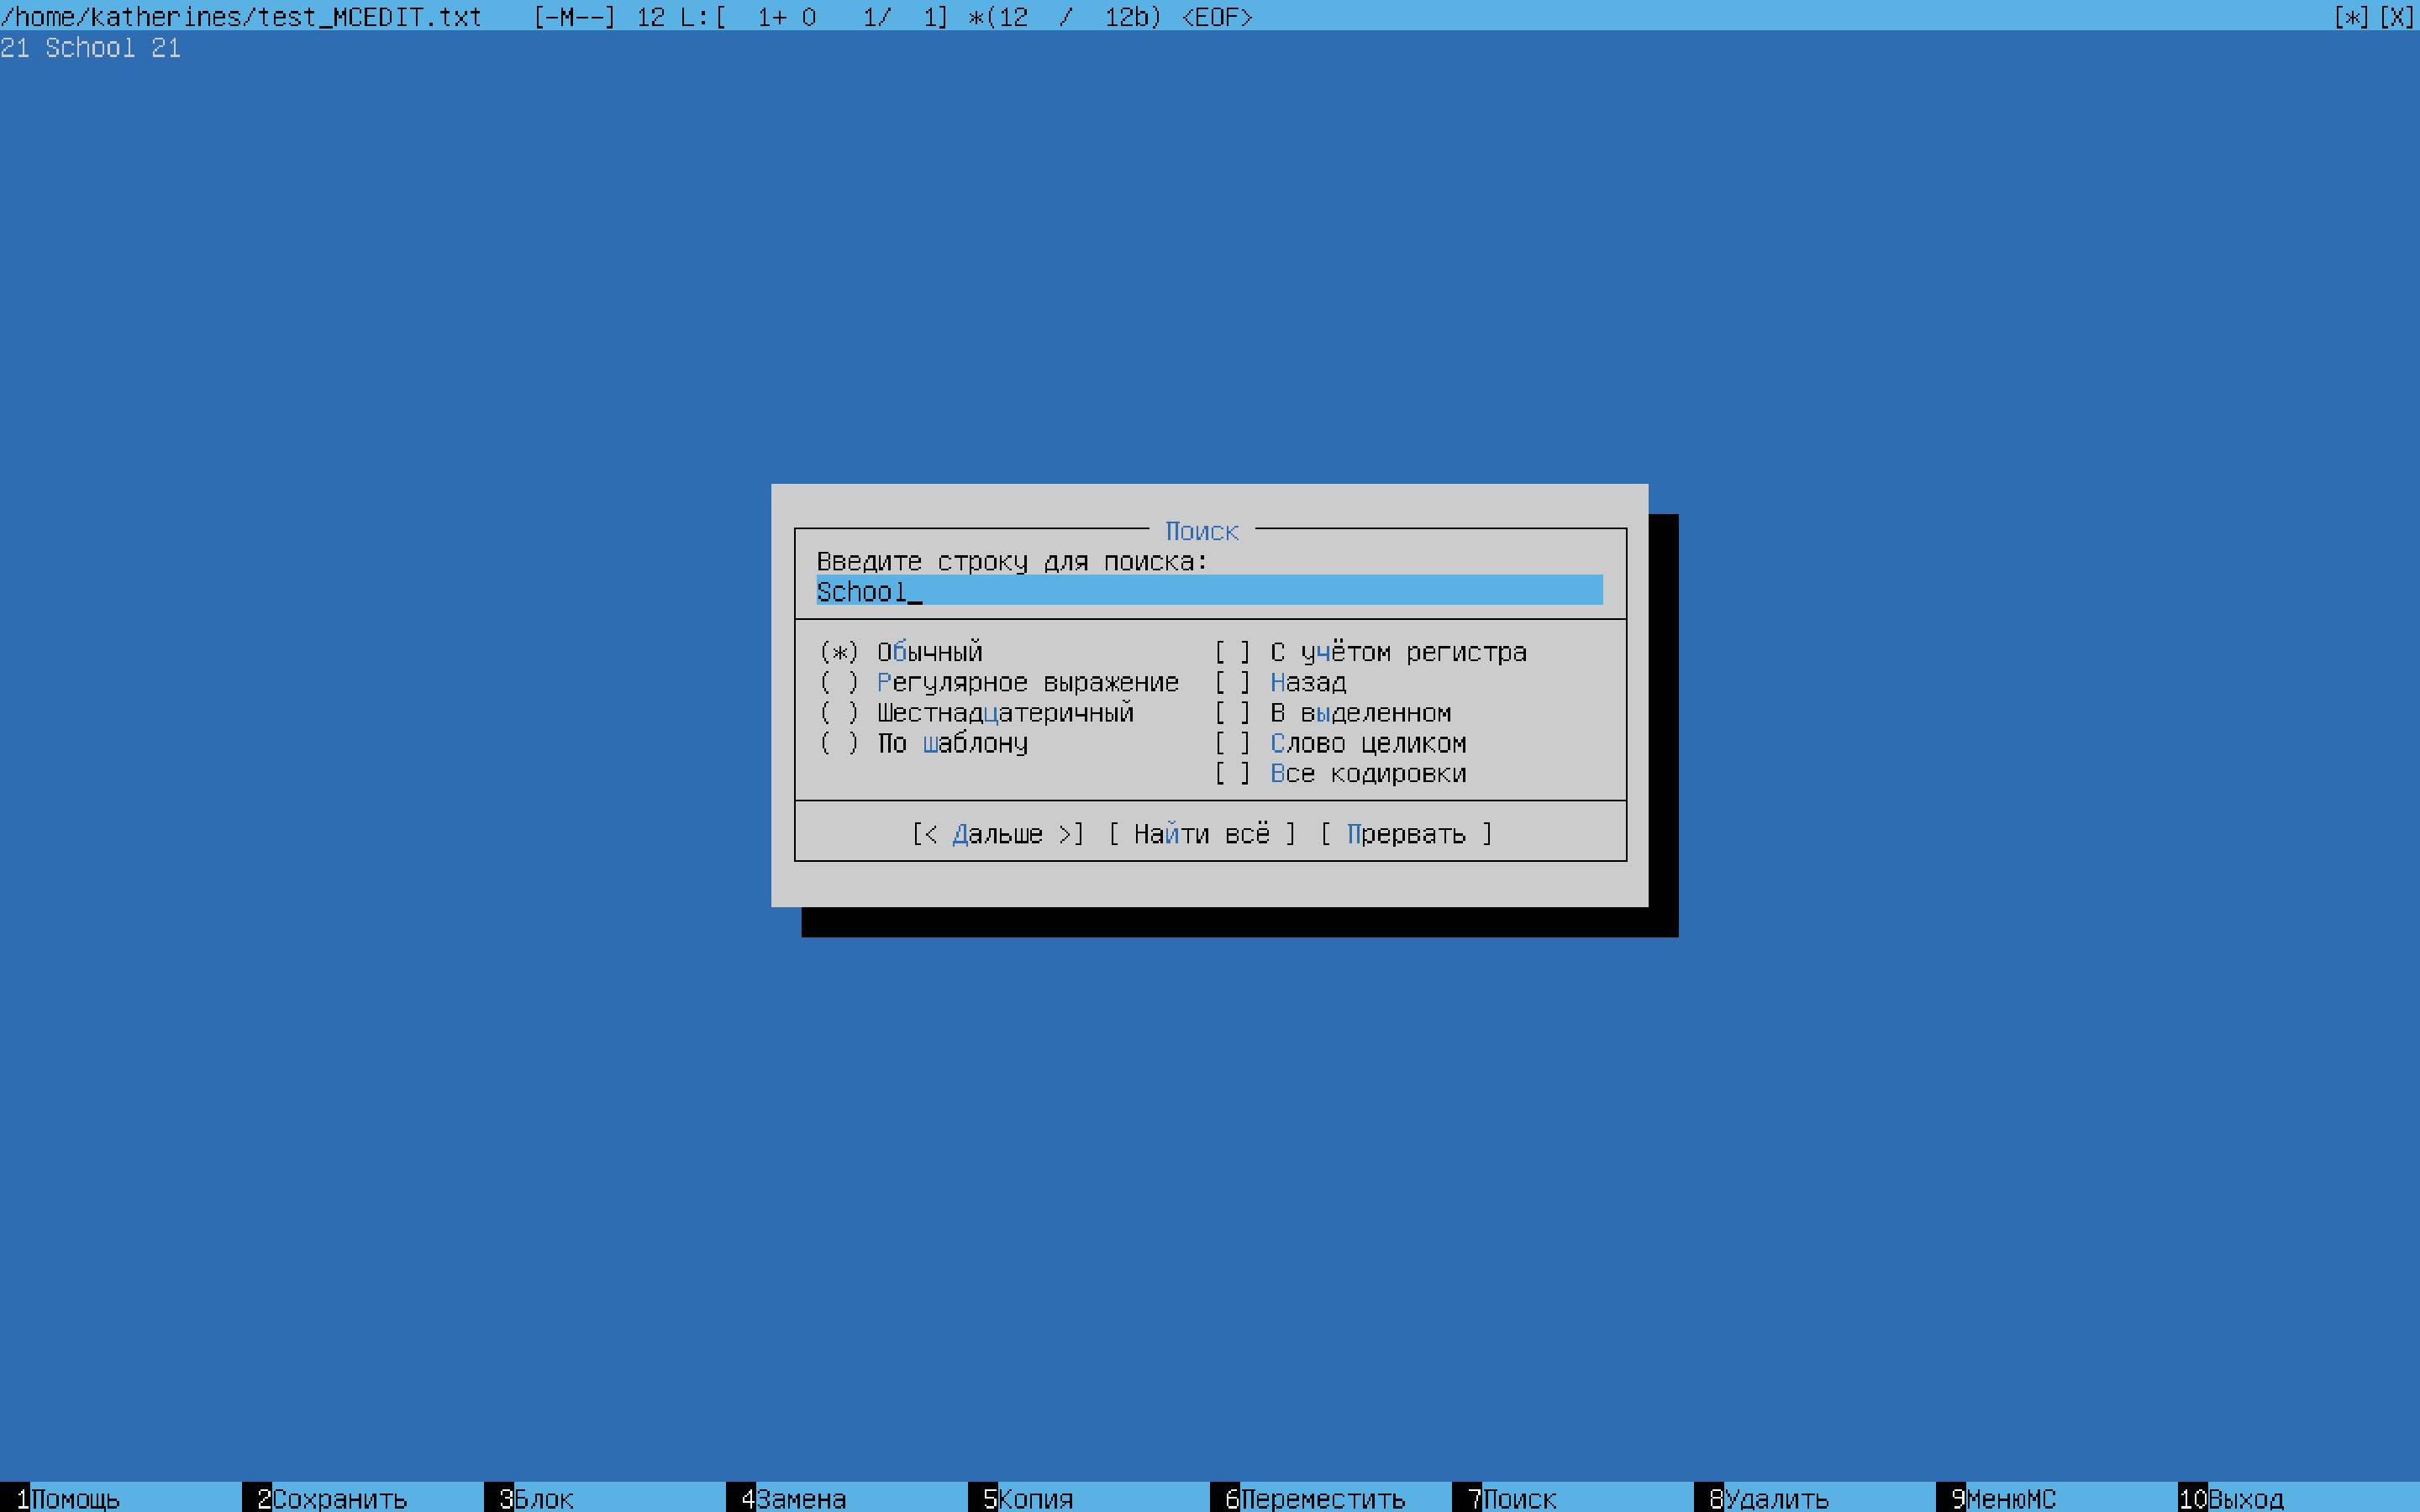 /home/katherines/test_MCEDIT.txt [-M--] 12 L:[ 1+ 0 1/ 1] *(12 / 12b) <EOF> [*][X]
21 School 21
Поиск
Введите строку для поиска:
School_
(*) Обычный [ ] С учётом регистра
( ) Регулярное выражение [ ] Назад
( ) Шестнадцатеричный [ ] В выделенном
( ) По шаблону [ ] Слово целиком
[ ] Все кодировки
[< Дальше >] [ Найти всё ] [ Прервать ]
1Помощь 2Сохранить 3Блок 4Замена 5Копия 6Переместить 7Поиск 8Удалить 9МенюMC 10Выход